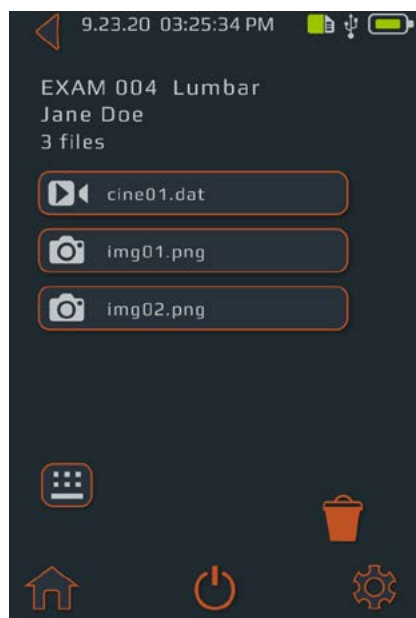 9.23.20 03:25:34 PM
EXAM 004 Lumbar
Jane Doe
3 files
cine01.dat
img01.png
img02.png